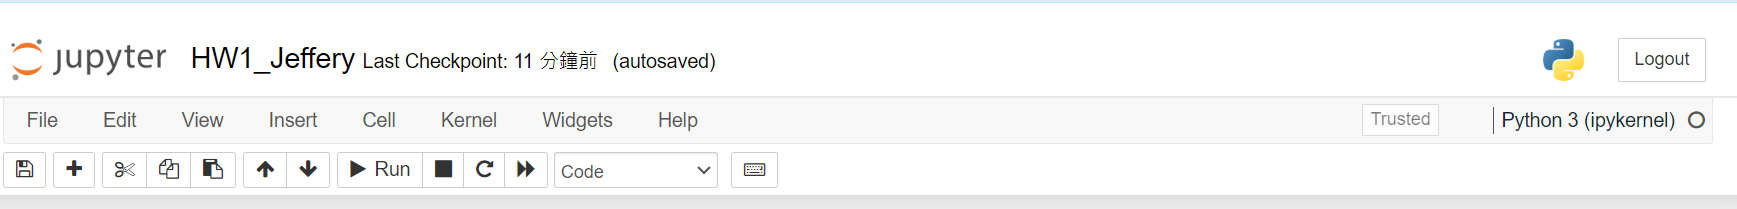 jupyter HW1_Jeffery Last Checkpoint: 11 分鐘前 (autosaved) Logout
File Edit View Insert Cell Kernel Widgets Help Trusted Python 3 (ipykernel)
Run Code